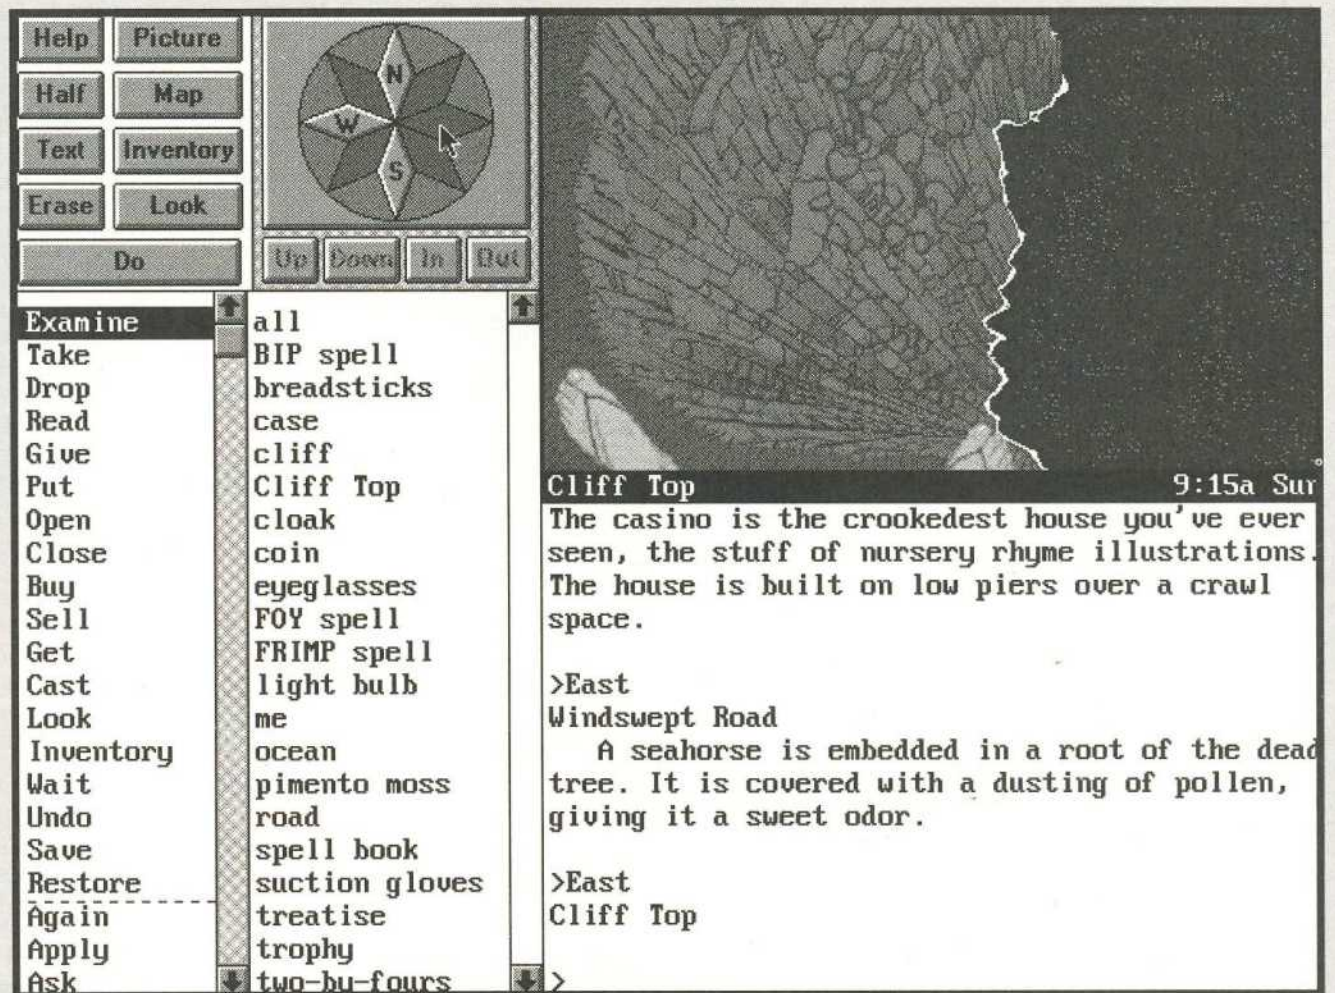 Help Picture
Half Map
Text Inventory
Erase Look
Do
N
W
S
Up Down In Out
Examine
Take
Drop
Read
Give
Put
Open
Close
Buy
Sell
Get
Cast
Look
Inventory
Wait
Undo
Save
Restore
Again
Apply
Ask
all
BIP spell
breadsticks
case
cliff
Cliff Top
cloak
coin
eyeglasses
FOY spell
FRIMP spell
light bulb
me
ocean
pimento moss
road
spell book
suction gloves
treatise
trophy
two-by-fours
Cliff Top 9:15a Sun
The casino is the crookedest house you've ever
seen, the stuff of nursery rhyme illustrations.
The house is built on low piers over a crawl
space.
>East
Windswept Road
A seahorse is embedded in a root of the dead
tree. It is covered with a dusting of pollen,
giving it a sweet odor.
>East
Cliff Top
>